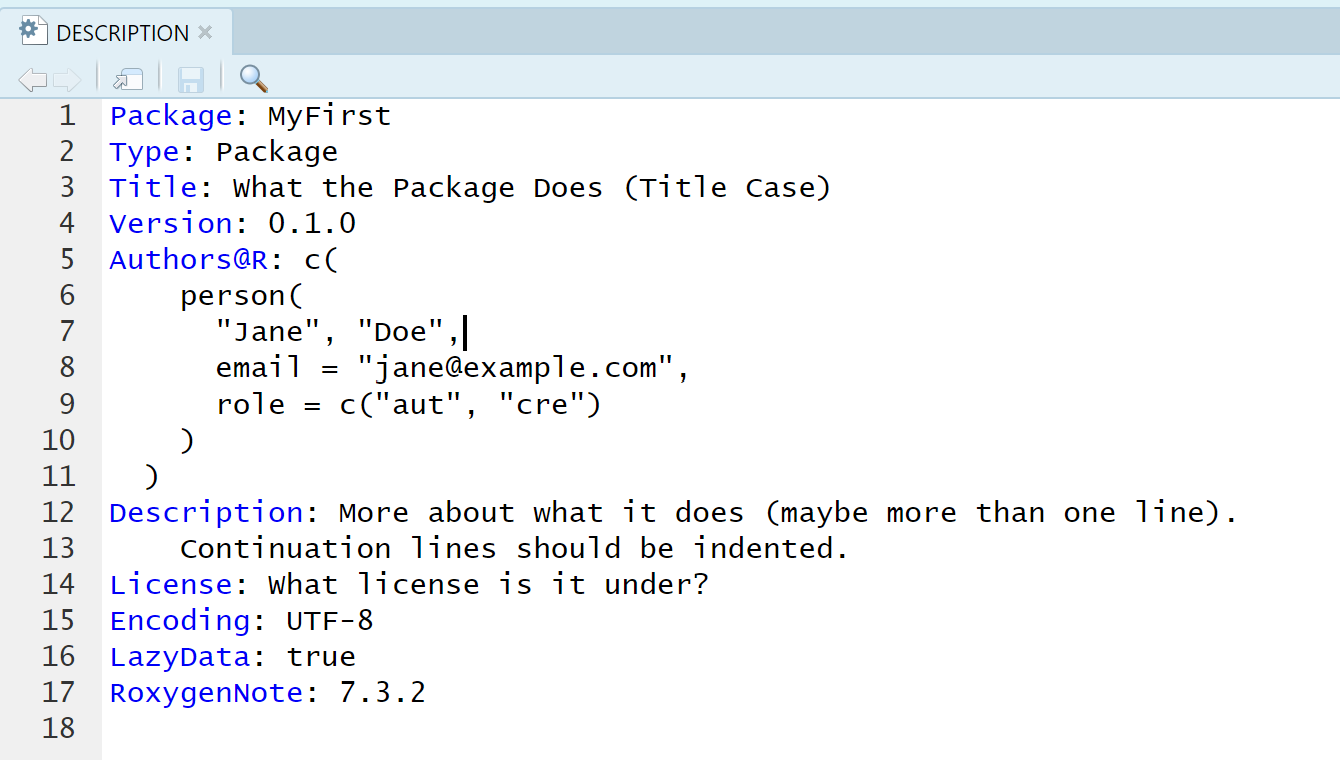 DESCRIPTION
1 Package: MyFirst
2 Type: Package
3 Title: What the Package Does (Title Case)
4 Version: 0.1.0
5 Authors@R: c(
6     person(
7       "Jane", "Doe",
8       email = "jane@example.com",
9       role = c("aut", "cre")
10     )
11   )
12 Description: More about what it does (maybe more than one line).
13     Continuation lines should be indented.
14 License: What license is it under?
15 Encoding: UTF-8
16 LazyData: true
17 RoxygenNote: 7.3.2
18